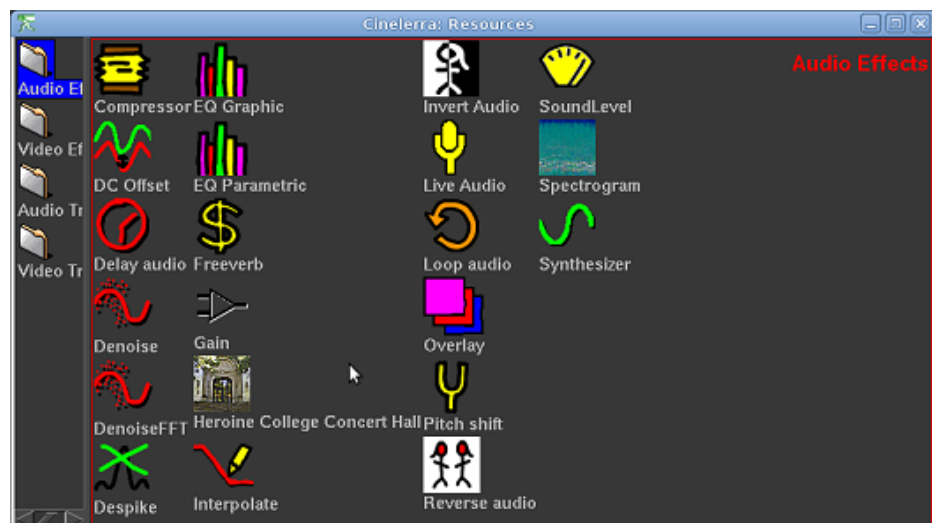 Cinelerra: Resources
Audio Ef
Video Ef
Audio Tr
Video Tr
Audio Effects
Compressor EQ Graphic Invert Audio SoundLevel
DC Offset EQ Parametric Live Audio Spectrogram
Delay audio Freeverb Loop audio Synthesizer
Denoise Gain Overlay
DenoiseFFT Heroine College Concert Hall Pitch shift
Despike Interpolate Reverse audio